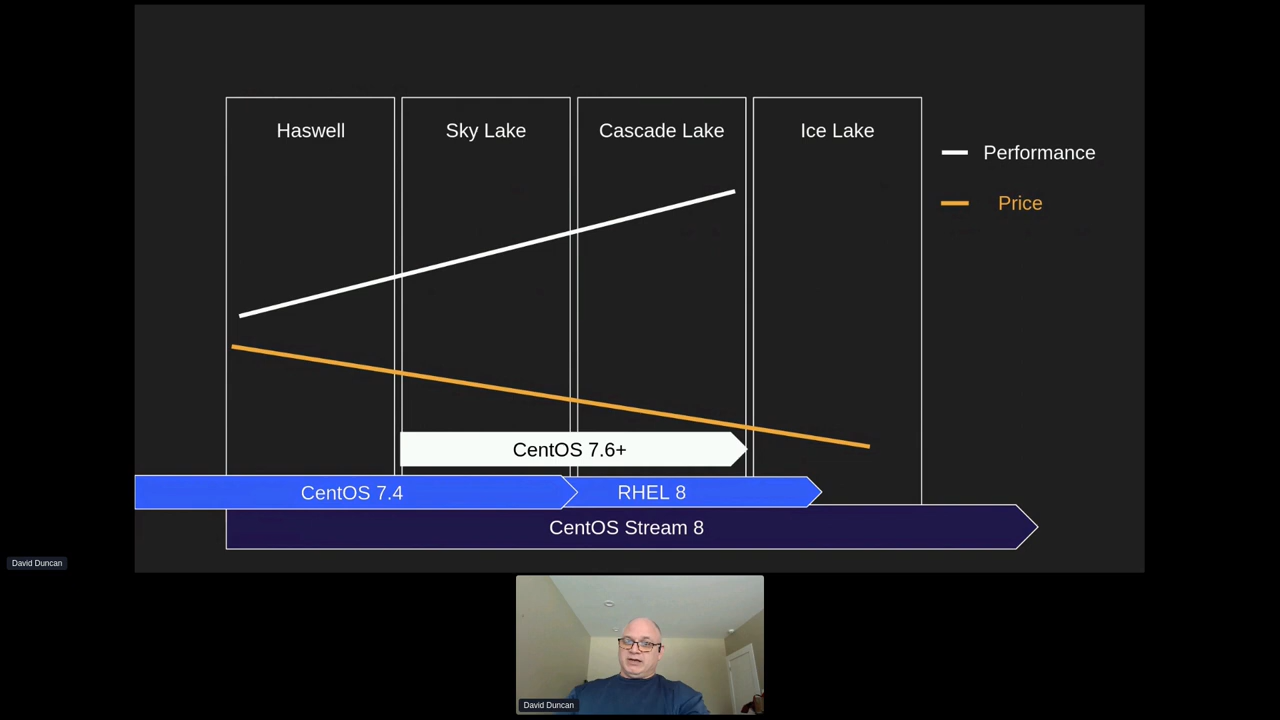 Haswell
Sky Lake
Cascade Lake
Ice Lake
Performance
Price
CentOS 7.6+
CentOS 7.4
RHEL 8
CentOS Stream 8
David Duncan
David Duncan